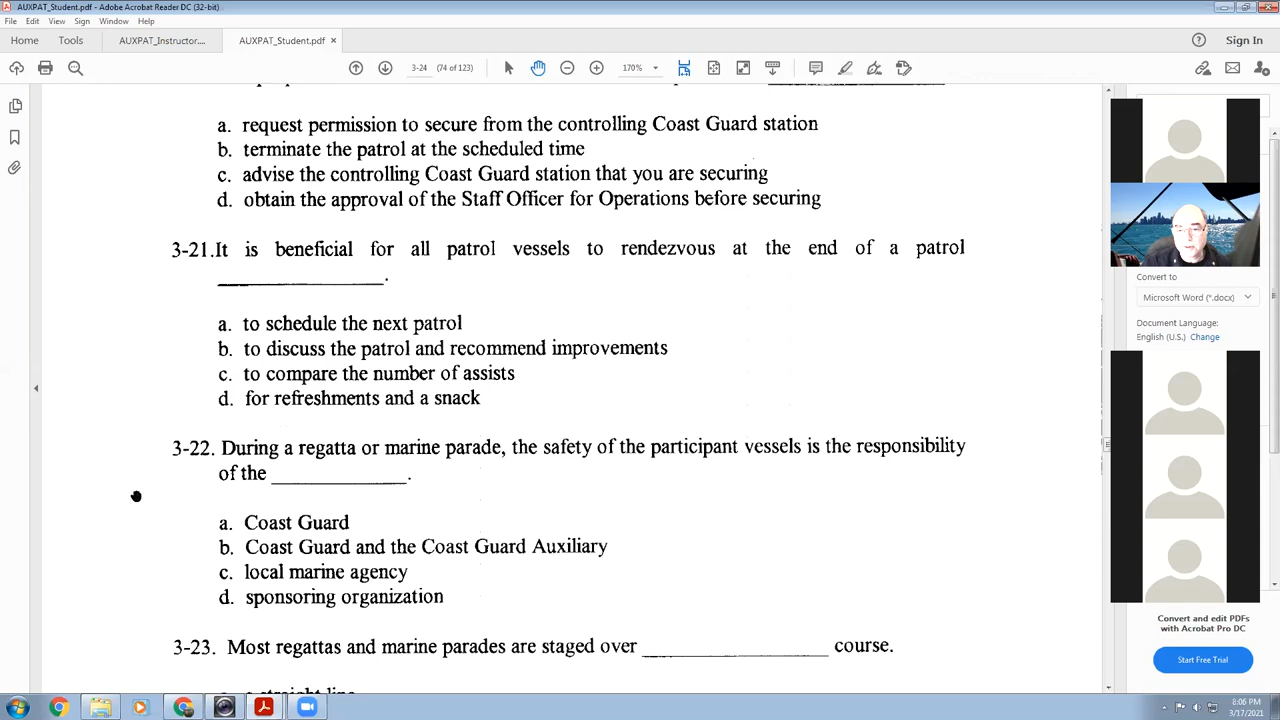 AUXPAT_Student.pdf - Adobe Acrobat Reader DC (32-bit)
File Edit View Sign Window Help
Home Tools AUXPAT_Instructor.... AUXPAT_Student.pdf × Sign In
3-24 (74 of 123) 170%
a. request permission to secure from the controlling Coast Guard station
b. terminate the patrol at the scheduled time
c. advise the controlling Coast Guard station that you are securing
d. obtain the approval of the Staff Officer for Operations before securing
3-21.It is beneficial for all patrol vessels to rendezvous at the end of a patrol
____________.
a. to schedule the next patrol
b. to discuss the patrol and recommend improvements
c. to compare the number of assists
d. for refreshments and a snack
3-22. During a regatta or marine parade, the safety of the participant vessels is the responsibility
of the ____________.
a. Coast Guard
b. Coast Guard and the Coast Guard Auxiliary
c. local marine agency
d. sponsoring organization
3-23. Most regattas and marine parades are staged over ________________ course.
Convert to
Microsoft Word (*.docx)
Document Language:
English (U.S.) Change
Convert and edit PDFs
with Acrobat Pro DC
Start Free Trial
8:06 PM
3/17/2021